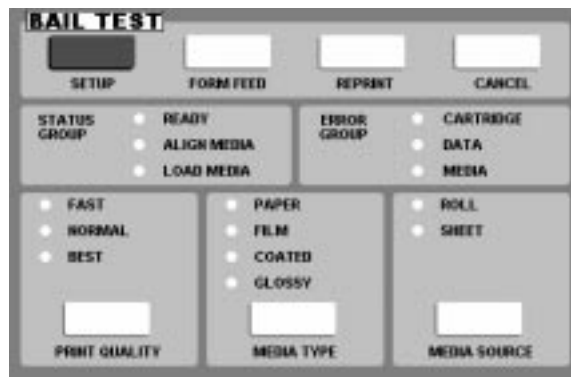 BAIL TEST
SETUP FORM FEED REPRINT CANCEL
STATUS GROUP
READY
ALIGN MEDIA
LOAD MEDIA
ERROR GROUP
CARTRIDGE
DATA
MEDIA
FAST
NORMAL
BEST
PRINT QUALITY
PAPER
FILM
COATED
GLOSSY
MEDIA TYPE
ROLL
SHEET
MEDIA SOURCE